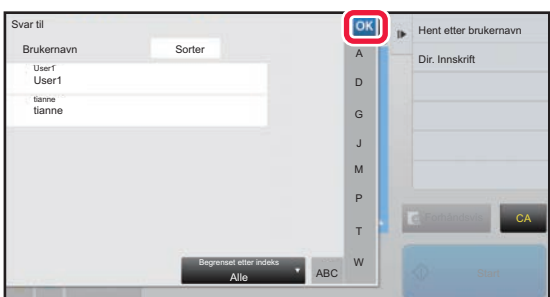 Svar til
OK
Hent etter brukernavn
Brukernavn
Sorter
A
Dir. Innskrift
User1
User1
D
tianne
tianne
G
J
M
P
CA
T
Begrenset etter indeks
Alle
ABC
W
Start